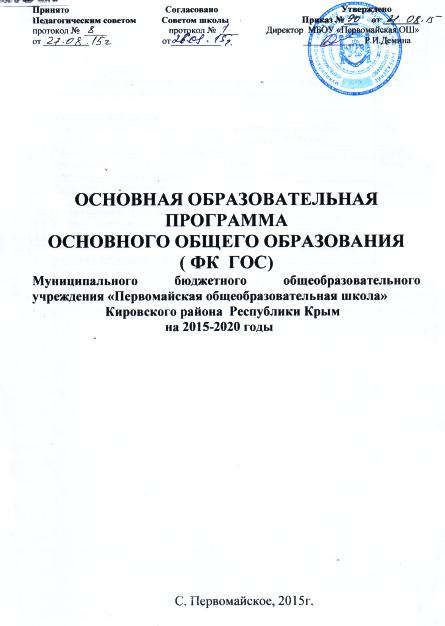 Принято Согласовано Утверждено
Педагогическим советом Советом школы Приказ № 90 от 31.08.15
протокол № 8 протокол № 1 Директор МБОУ «Первомайская ОШ»
от 27.08.15г от 28.08.15г Р.И.Демина
ОСНОВНАЯ ОБРАЗОВАТЕЛЬНАЯ
ПРОГРАММА
ОСНОВНОГО ОБЩЕГО ОБРАЗОВАНИЯ
( ФК ГОС)
Муниципального бюджетного общеобразовательного
учреждения «Первомайская общеобразовательная школа»
Кировского района Республики Крым
на 2015-2020 годы
С. Первомайское, 2015г.